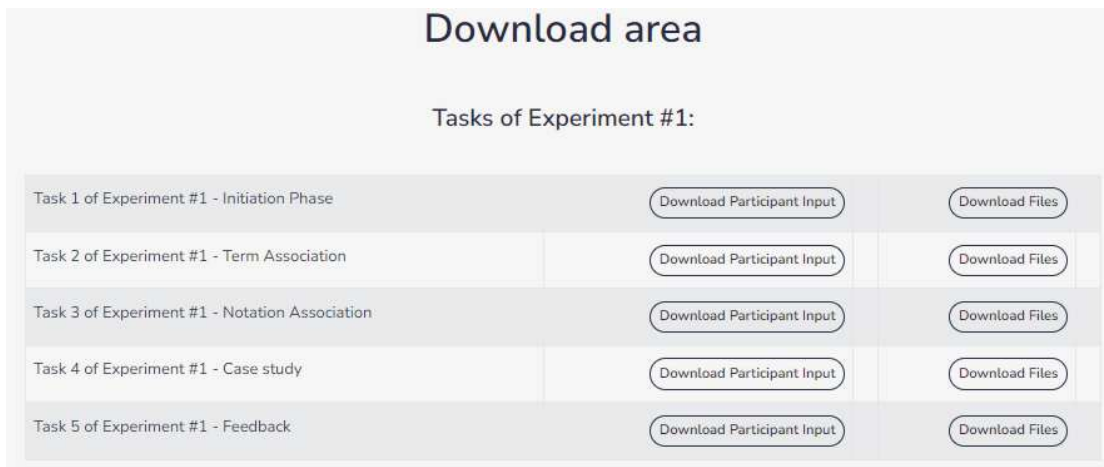 Download area
Tasks of Experiment #1:
Task 1 of Experiment #1 - Initiation Phase Download Participant Input Download Files
Task 2 of Experiment #1 - Term Association Download Participant Input Download Files
Task 3 of Experiment #1 - Notation Association Download Participant Input Download Files
Task 4 of Experiment #1 - Case study Download Participant Input Download Files
Task 5 of Experiment #1 - Feedback Download Participant Input Download Files